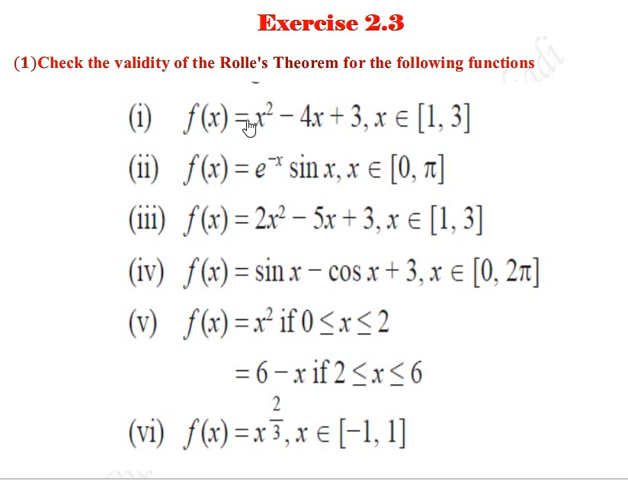 Exercise 2.3
(1)Check the validity of the Rolle's Theorem for the following functions
(i) f(x) = x² − 4x + 3, x ∈ [1, 3]
(ii) f(x) = e⁻ˣ sin x, x ∈ [0, π]
(iii) f(x) = 2x² − 5x + 3, x ∈ [1, 3]
(iv) f(x) = sin x − cos x + 3, x ∈ [0, 2π]
(v) f(x) = x² if 0 ≤ x ≤ 2
= 6 − x if 2 ≤ x ≤ 6
(vi) f(x) = x^(2/3), x ∈ [−1, 1]